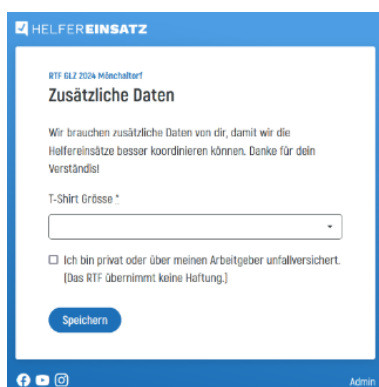 HELFEREINSATZ
RTF GLZ 2024 Mönchaltorf
Zusätzliche Daten
Wir brauchen zusätzliche Daten von dir, damit wir die
Helfereinsätze besser koordinieren können. Danke für dein
Verständis!
T-Shirt Grösse *
Ich bin privat oder über meinen Arbeitgeber unfallversichert.
(Das RTF übernimmt keine Haftung.)
Speichern
Admin